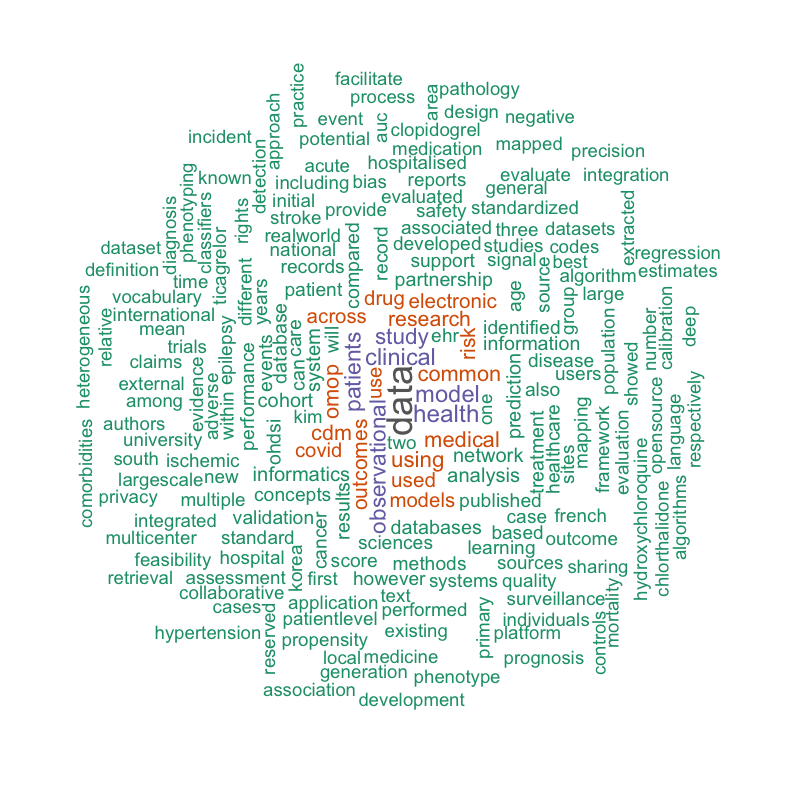 facilitate
practice
process
area
pathology
approach
event
auc
design
negative
incident
potential
clopidogrel
mapped
detection
medication
precision
phenotyping
known
acute
hospitalised
including
bias
reports
evaluate
integration
classifiers
rights
initial
evaluated
general
diagnosis
stroke
provide
safety
standardized
extracted
dataset
realworld
compared
record
associated
three
datasets
national
developed
studies
codes
regression
definition
time
ticagrelor
different
years
records
support
signale
best
source
algorithm
estimates
heterogeneous
vocabulary
patient
partnership
age
group
large
relative
international
database
across
drug
electronic
number
calibration
deep
mean
events
care
can
system
will
patients
study
research
risk
ehr
identified
information
population
trials
epilepsy
within
performance
clinical
disease
showed
claims
evidence
adverse
omop
use
data
common
prediction
users
external
cohort
model
also
among
kim
observational
health
one
opensource
language
respectively
authors
ohdsi
cdm
outcomes
two
medical
treatment
healthcare
sites
mapping
framework
evaluation
comorbidities
university
covid
using
network
south
ischemic
informatics
used
analysis
hydroxychloroquine
chlorthalidone
algorithms
largescale
new
privacy
multiple
concepts
results
models
published
integrated
validation
databases
case
french
multicenter
standard
cancer
sciences
based
outcome
feasibility
hospital
korea
score
methods
learning
sources
sharing
retrieval
assessment
first
however
systems
quality
collaborative
text
surveillance
mortality
cases
application
performed
primary
individuals
reserved
patientlevel
hypertension
propensity
existing
platform
controls
local
medicine
prognosis
generation
phenotype
association
development